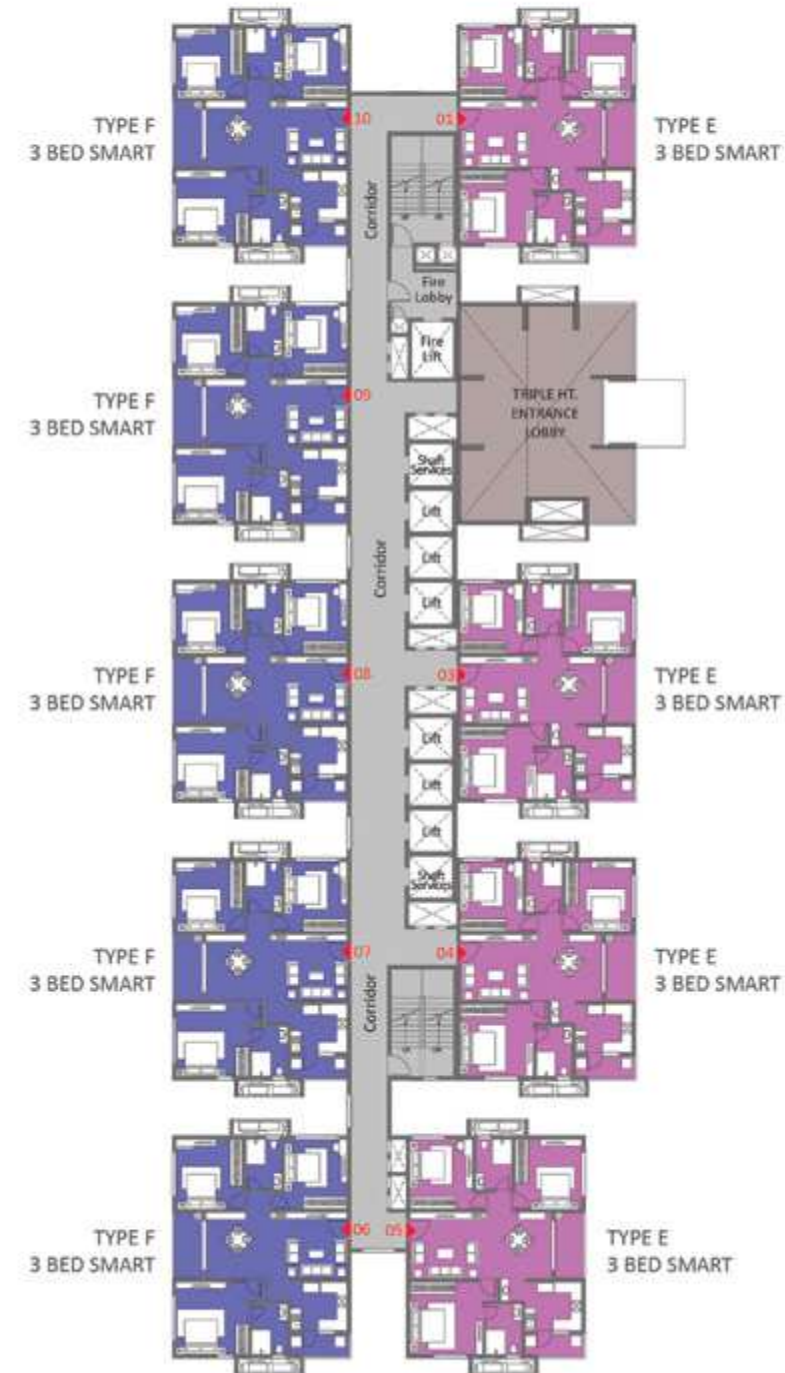 TYPE F
3 BED SMART
10
01
TYPE E
3 BED SMART
Corridor
Fire
Lobby
Fire
Lift
TYPE F
3 BED SMART
09
TRIPLE HT.
ENTRANCE
LOBBY
Shaft
Services
Lift
Lift
Corridor
Lift
TYPE F
3 BED SMART
08
03
TYPE E
3 BED SMART
Lift
Lift
Lift
Shaft
Services
TYPE F
3 BED SMART
07
04
TYPE E
3 BED SMART
Corridor
TYPE F
3 BED SMART
06
05
TYPE E
3 BED SMART